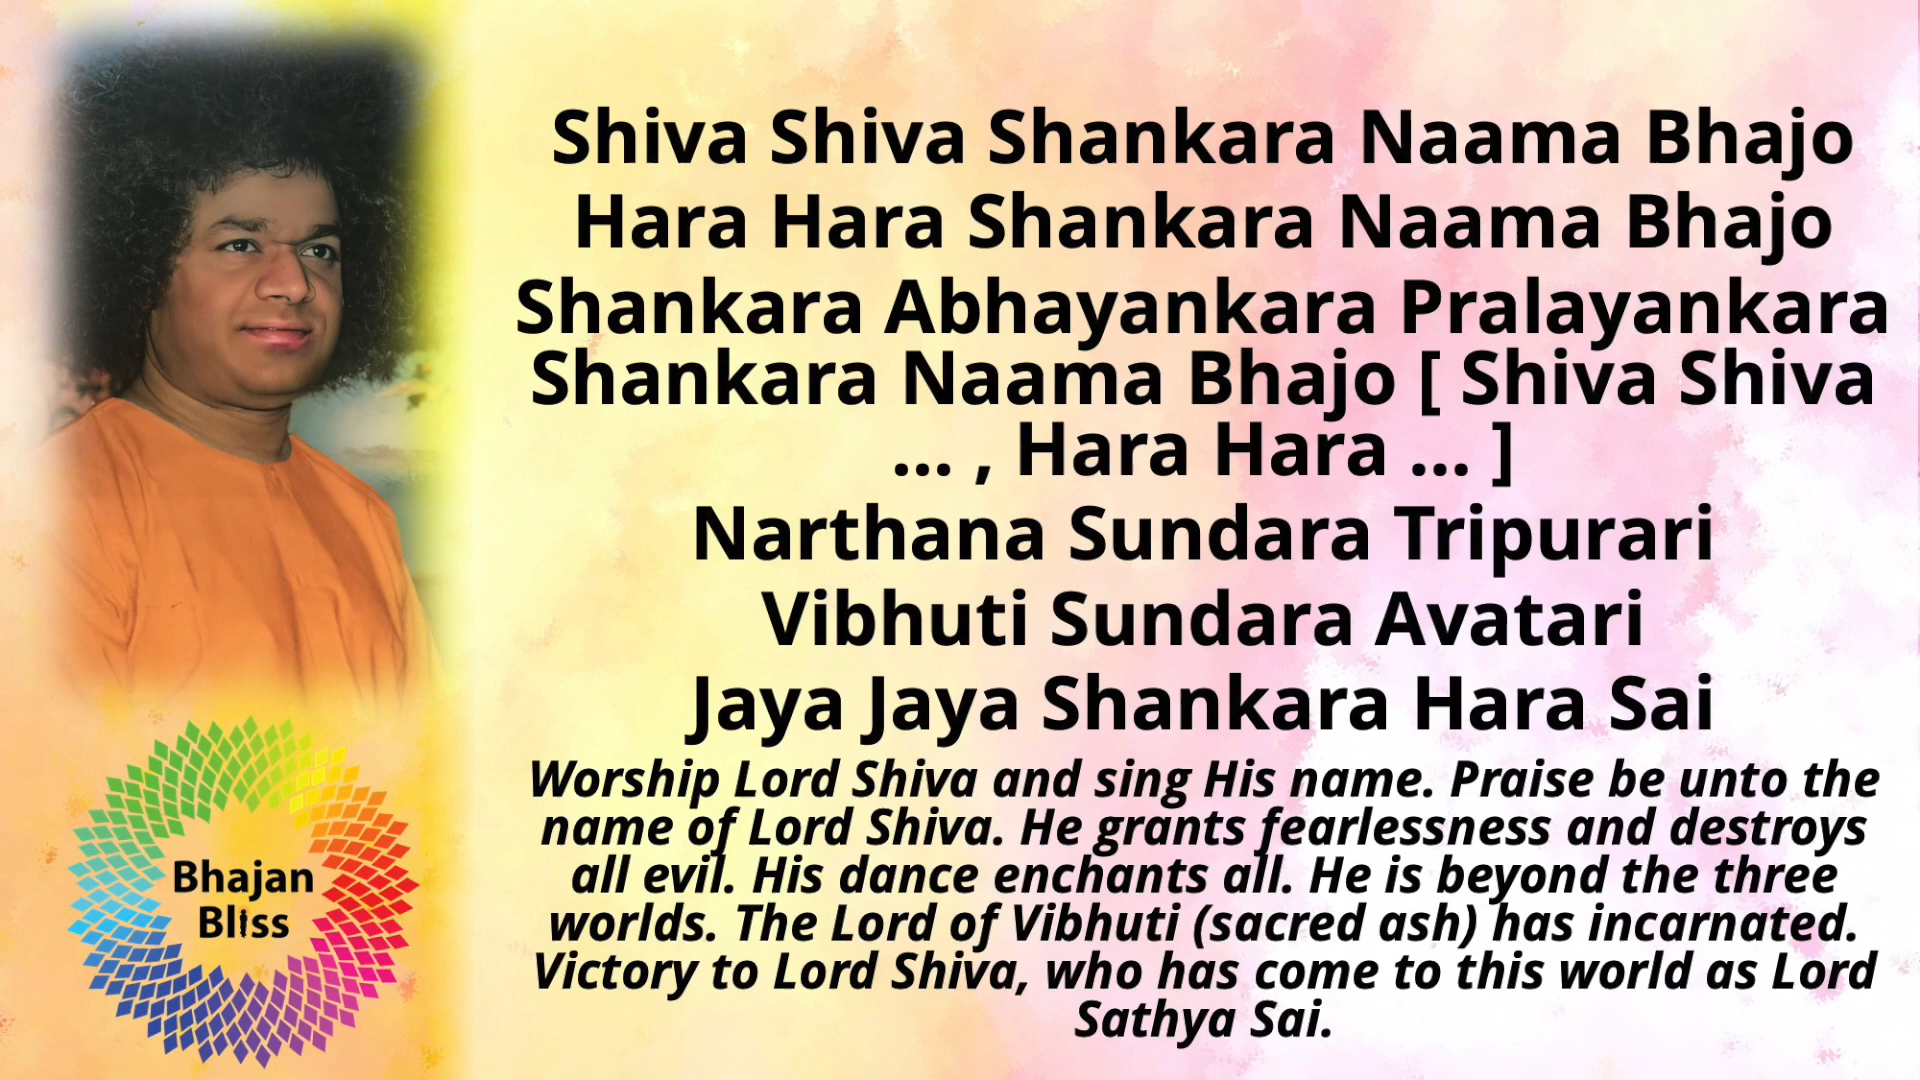 Shiva Shiva Shankara Naama Bhajo
Hara Hara Shankara Naama Bhajo
Shankara Abhayankara Pralayankara
Shankara Naama Bhajo [ Shiva Shiva
... , Hara Hara ... ]
Narthana Sundara Tripurari
Vibhuti Sundara Avatari
Jaya Jaya Shankara Hara Sai
Worship Lord Shiva and sing His name. Praise be unto the
name of Lord Shiva. He grants fearlessness and destroys
all evil. His dance enchants all. He is beyond the three
worlds. The Lord of Vibhuti (sacred ash) has incarnated.
Victory to Lord Shiva, who has come to this world as Lord
Sathya Sai.
Bhajan
Bliss